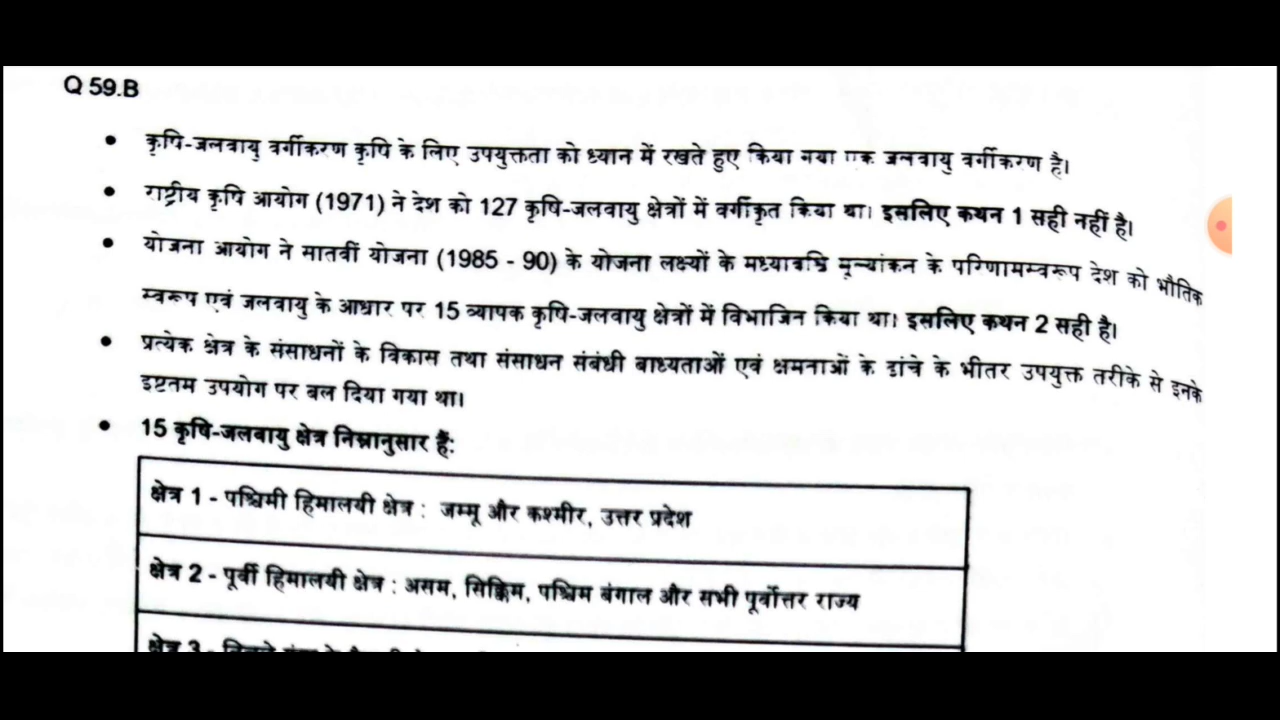 Q 59.B
• कृषि-जलवायु वर्गीकरण कृषि के लिए उपयुक्तता को ध्यान में रखते हुए किया गया एक जलवायु वर्गीकरण है।
• राष्ट्रीय कृषि आयोग (1971) ने देश को 127 कृषि-जलवायु क्षेत्रों में वर्गीकृत किया था। इसलिए कथन 1 सही नहीं है।
• योजना आयोग ने सातवीं योजना (1985 - 90) के योजना लक्ष्यों के मध्यावधि मूल्यांकन के परिणामस्वरूप देश को भौतिक
स्वरूप एवं जलवायु के आधार पर 15 व्यापक कृषि-जलवायु क्षेत्रों में विभाजित किया था। इसलिए कथन 2 सही है।
• प्रत्येक क्षेत्र के संसाधनों के विकास तथा संसाधन संबंधी बाध्यताओं एवं क्षमताओं के ढांचे के भीतर उपयुक्त तरीके से इनके
इष्टतम उपयोग पर बल दिया गया था।
• 15 कृषि-जलवायु क्षेत्र निम्नानुसार हैं:
क्षेत्र 1 - पश्चिमी हिमालयी क्षेत्र : जम्मू और कश्मीर, उत्तर प्रदेश
क्षेत्र 2 - पूर्वी हिमालयी क्षेत्र : असम, सिक्किम, पश्चिम बंगाल और सभी पूर्वोत्तर राज्य
क्षेत्र 3 -